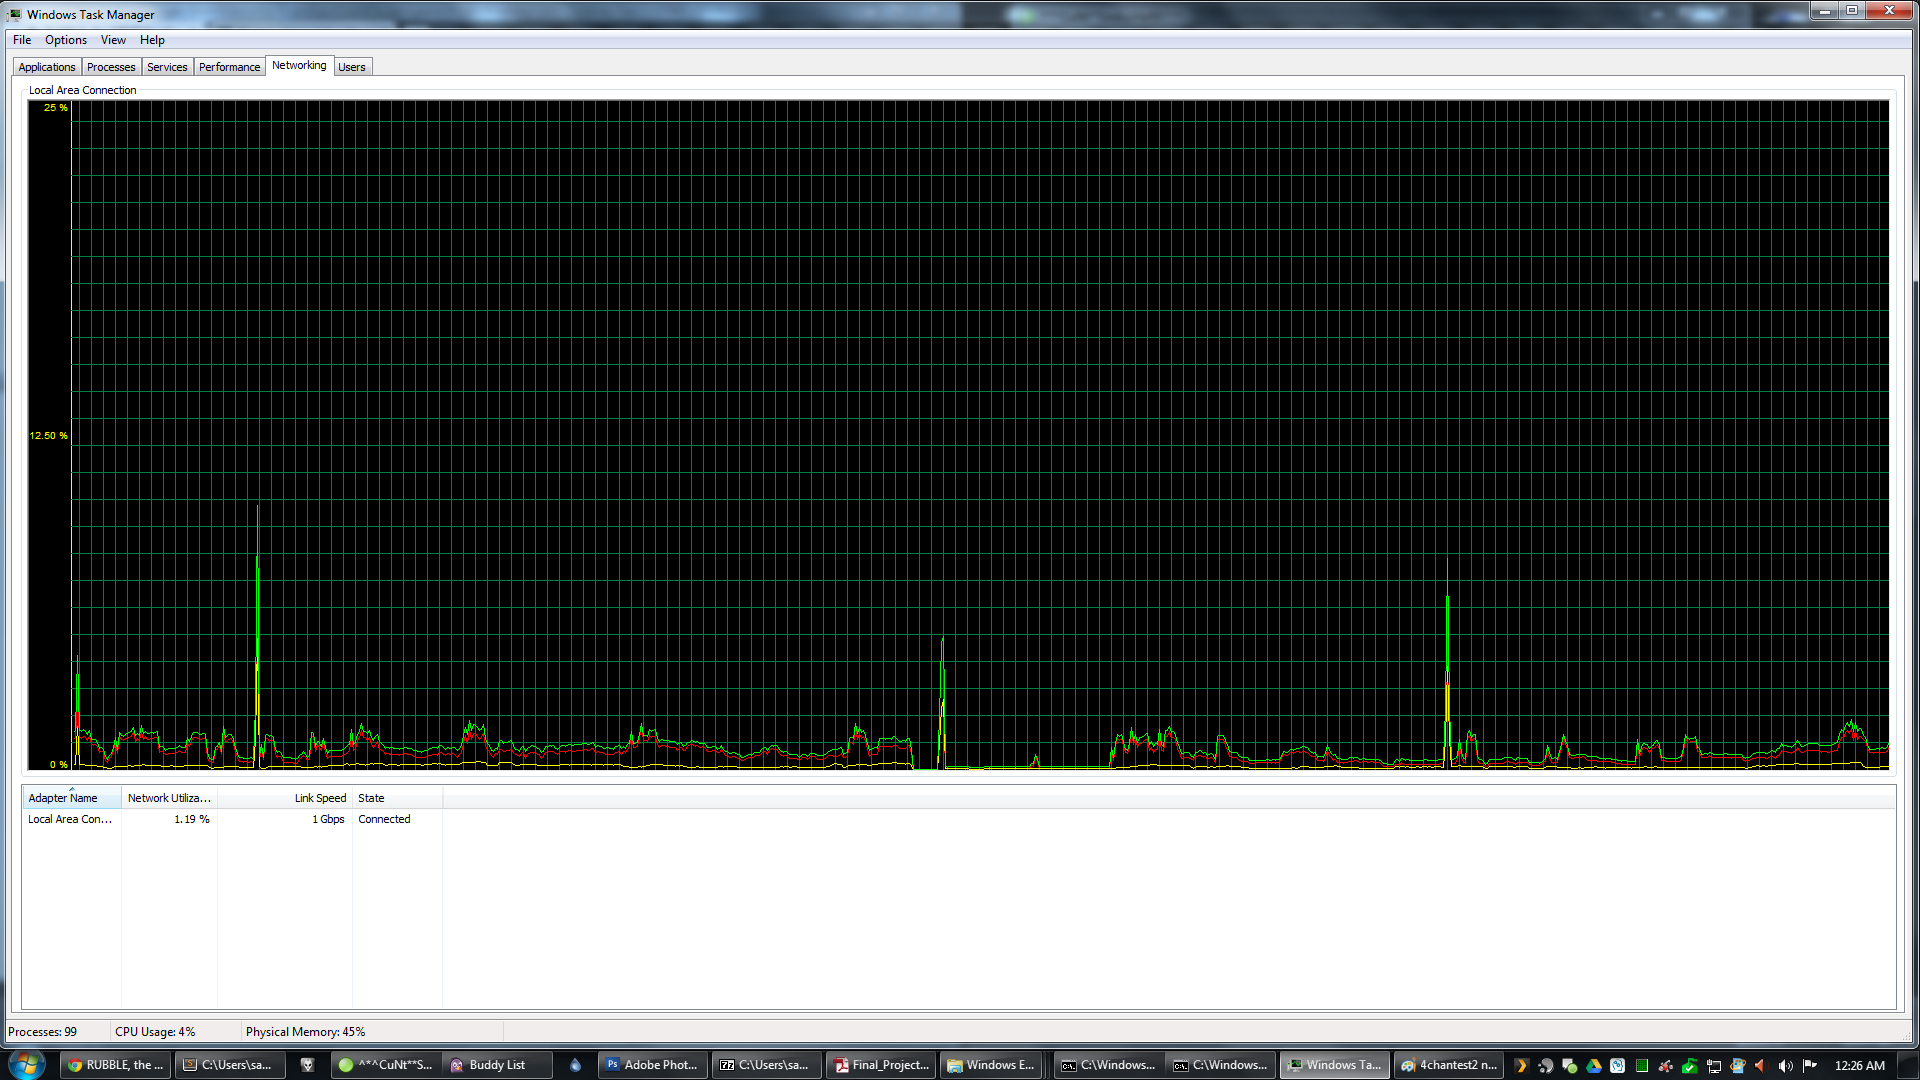 Windows Task Manager
File Options View Help
Applications Processes Services Performance Networking Users
Local Area Connection
25 %
12.50 %
0 %
Adapter Name Network Utiliza... Link Speed State
Local Area Con... 1.19 % 1 Gbps Connected
Processes: 99 CPU Usage: 4% Physical Memory: 45%
RUBBLE, the ... C:\Users\sa... ^*^CuNt**S... Buddy List Ps Adobe Phot... 7z C:\Users\sa... Final_Project... Windows E... C:\Windows... C:\Windows... Windows Ta... 4chantest2 n... 12:26 AM